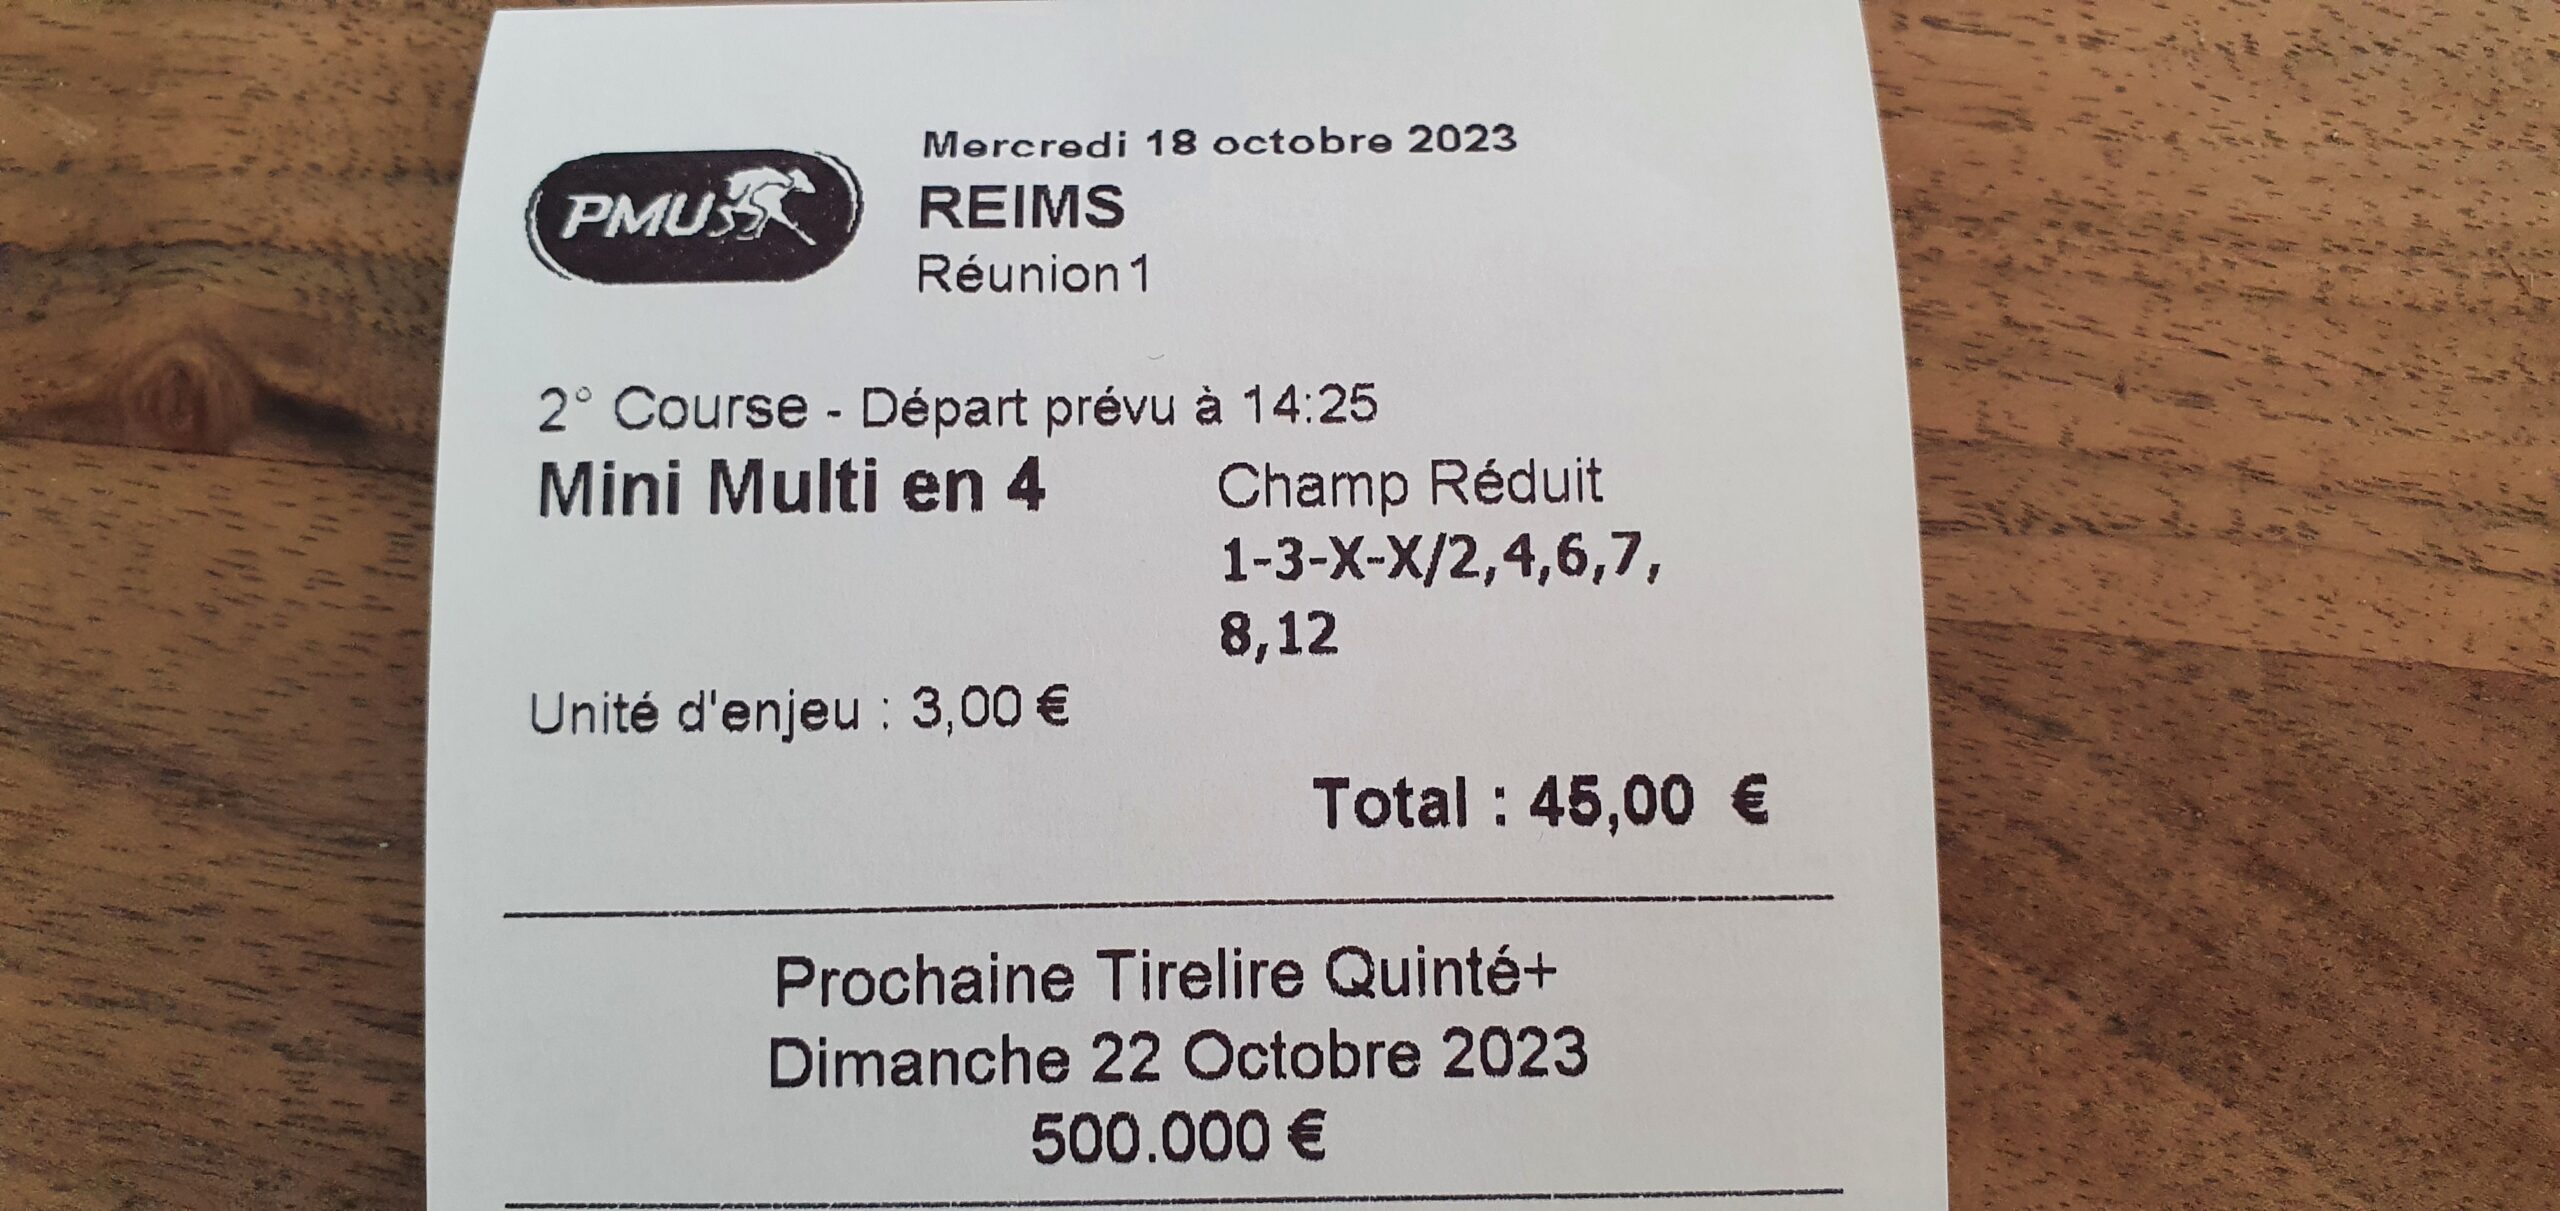 Mercredi 18 octobre 2023
PMU
REIMS
Réunion 1
2° Course - Départ prévu à 14:25
Mini Multi en 4 Champ Réduit
1-3-X-X/2,4,6,7,
8,12
Unité d'enjeu : 3,00 €
Total : 45,00 €
Prochaine Tirelire Quinté+
Dimanche 22 Octobre 2023
500.000 €